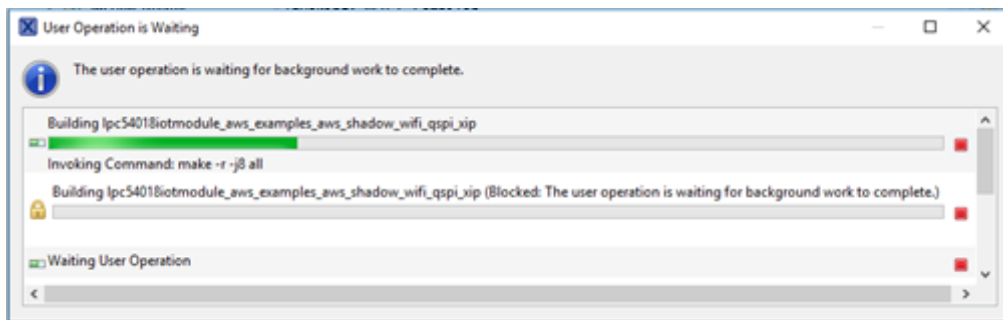 User Operation is Waiting
The user operation is waiting for background work to complete.
Building lpc54018iotmodule_aws_examples_aws_shadow_wifi_qspi_xip
Invoking Command: make -r -j8 all
Building lpc54018iotmodule_aws_examples_aws_shadow_wifi_qspi_xip (Blocked: The user operation is waiting for background work to complete.)
Waiting User Operation